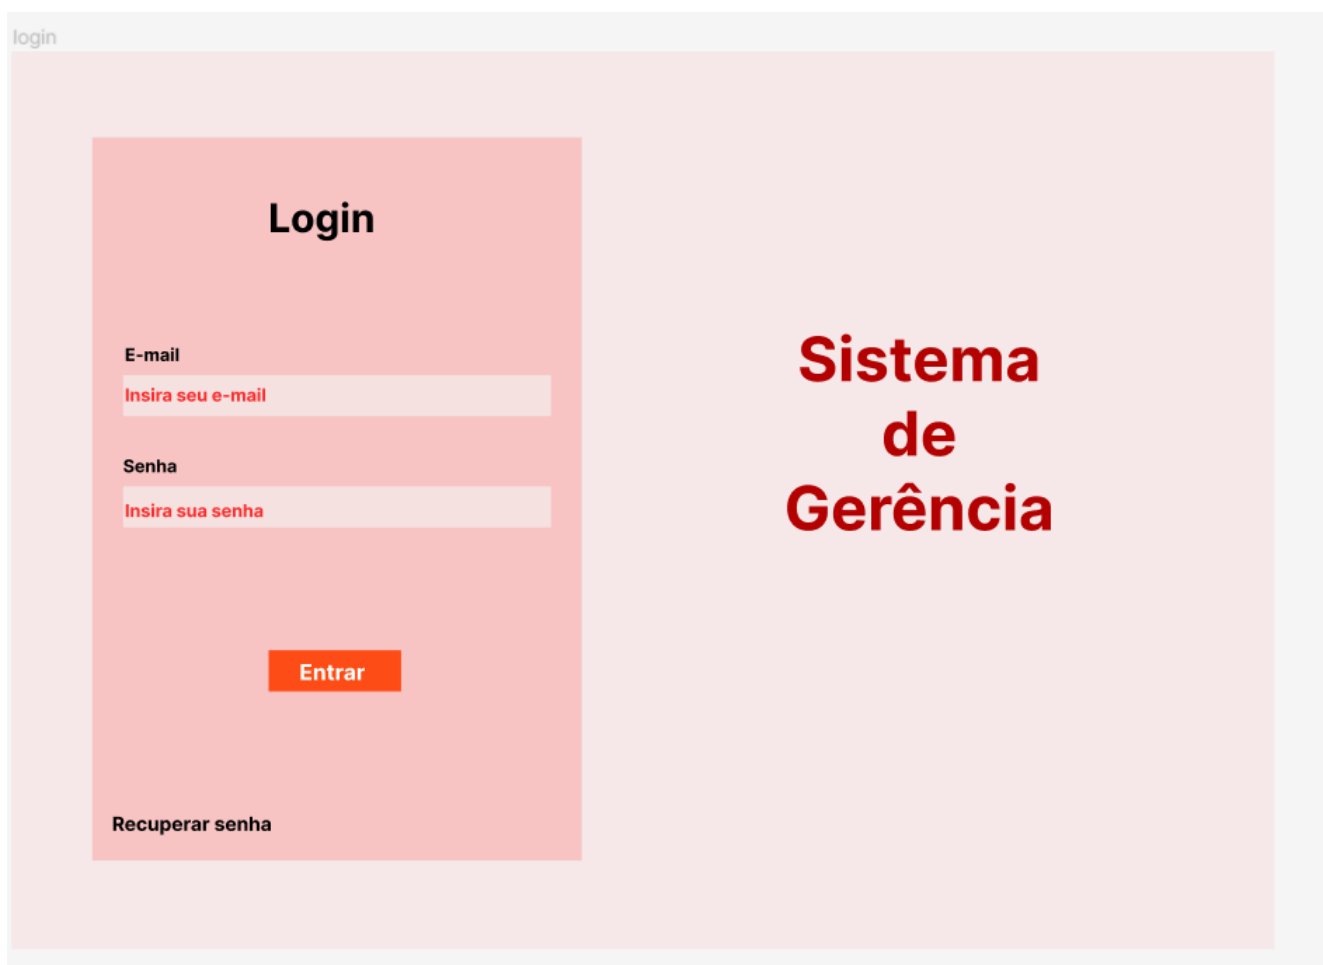 login
Login
E-mail
Insira seu e-mail
Senha
Insira sua senha
Entrar
Recuperar senha
Sistema
de
Gerência